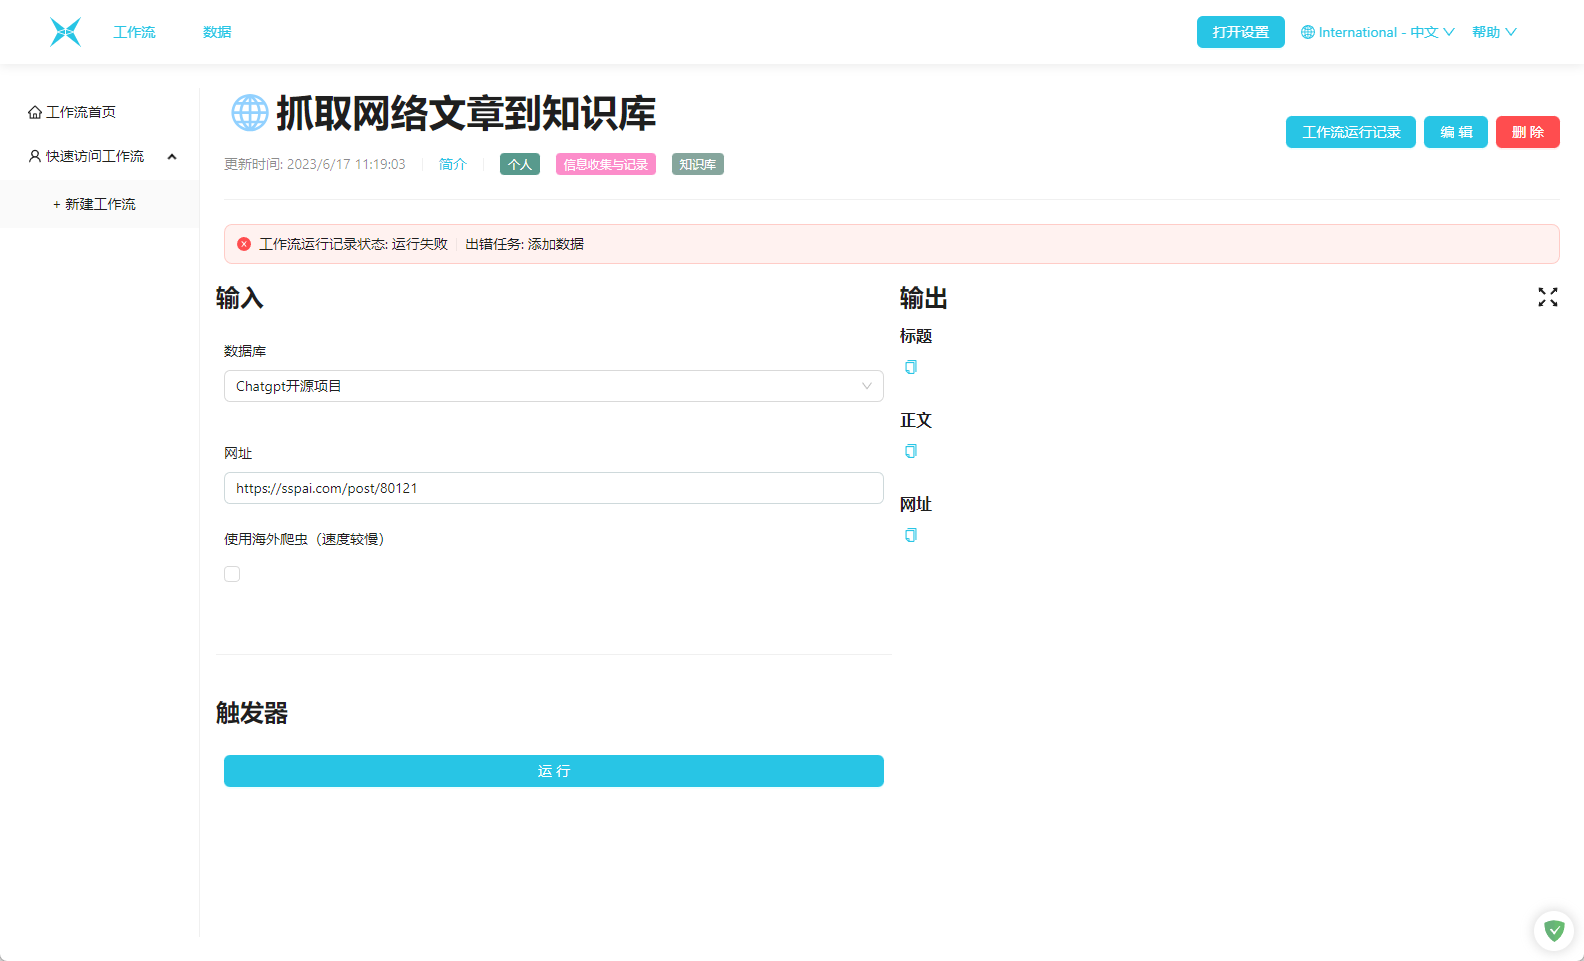 工作流
数据
打开设置
International - 中文
帮助
工作流首页
快速访问工作流
+ 新建工作流
抓取网络文章到知识库
更新时间: 2023/6/17 11:19:03
简介
个人
信息收集与记录
知识库
工作流运行记录
编 辑
删 除
工作流运行记录状态: 运行失败
出错任务: 添加数据
输入
数据库
Chatgpt开源项目
网址
https://sspai.com/post/80121
使用海外爬虫（速度较慢）
触发器
运 行
输出
标题
正文
网址